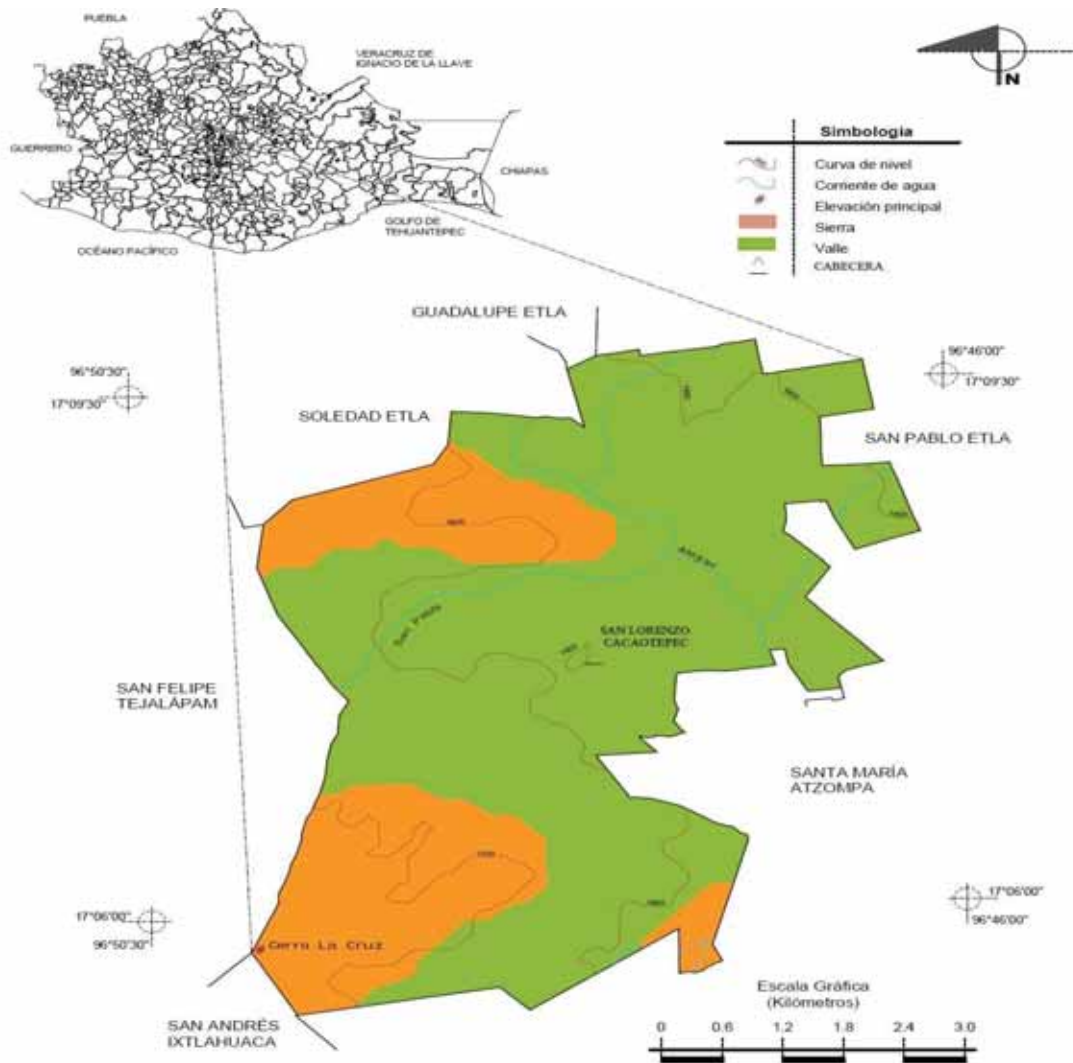 PUEBLA
VERACRUZ DE
IGNACIO DE LA LLAVE
GUERRERO
CHIAPAS
GOLFO DE
TEHUANTEPEC
OCÉANO PACÍFICO
N
Simbología
Curva de nivel
Corriente de agua
Elevación principal
Sierra
Valle
CABECERA
GUADALUPE ETLA
96°50'30"
17°09'30"
96°46'00"
17°09'30"
SOLEDAD ETLA
SAN PABLO ETLA
San Pablo
SAN LORENZO
CACAOTEPEC
SAN FELIPE
TEJALÁPAM
SANTA MARÍA
ATZOMPA
17°06'00"
96°50'30"
17°06'00"
96°46'00"
Cerro La Cruz
SAN ANDRÉS
IXTLAHUACA
Escala Gráfica
(Kilómetros)
0 0.6 1.2 1.8 2.4 3.0